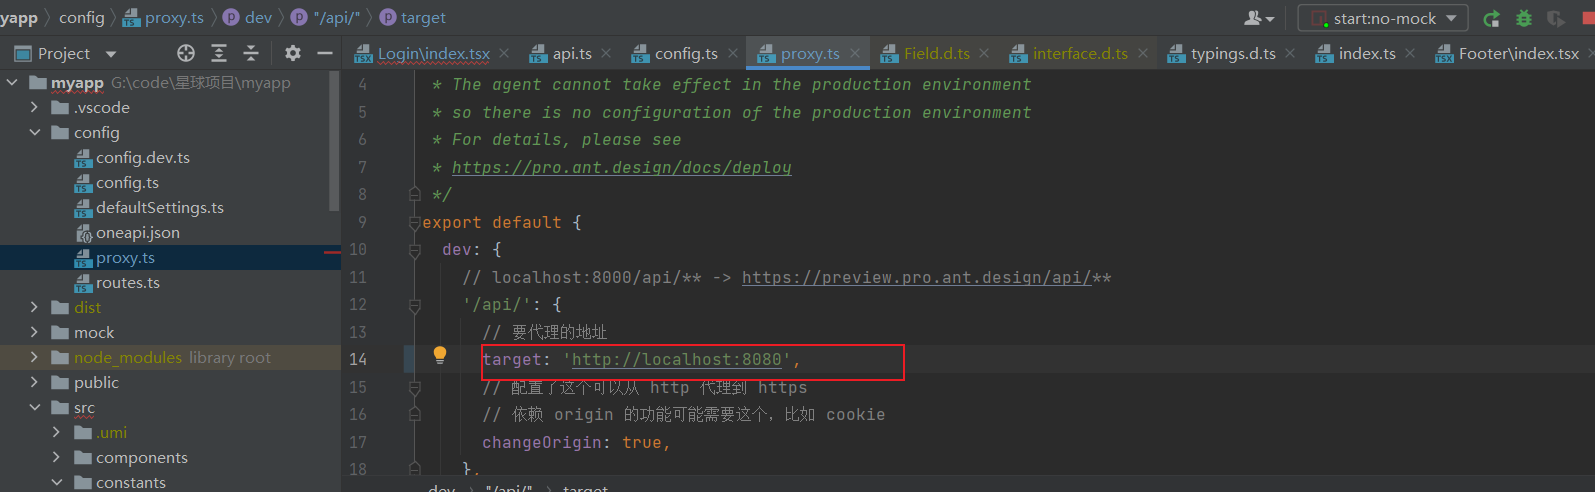 yapp config proxy.ts dev "/api/" target start:no-mock
Project
Login\index.tsx api.ts config.ts proxy.ts Field.d.ts interface.d.ts typings.d.ts index.ts Footer\index.tsx
myapp G:\code\星球项目\myapp
.vscode
config
config.dev.ts
config.ts
defaultSettings.ts
oneapi.json
proxy.ts
routes.ts
dist
mock
node_modules library root
public
src
.umi
components
constants
4 * The agent cannot take effect in the production environment
5 * so there is no configuration of the production environment
6 * For details, please see
7 * https://pro.ant.design/docs/deploy
8 */
9 export default {
10 dev: {
11 // localhost:8000/api/** -> https://preview.pro.ant.design/api/**
12 '/api/': {
13 // 要代理的地址
14 target: 'http://localhost:8080',
15 // 配置了这个可以从 http 代理到 https
16 // 依赖 origin 的功能可能需要这个，比如 cookie
17 changeOrigin: true,
18 },
dev "/api/" target